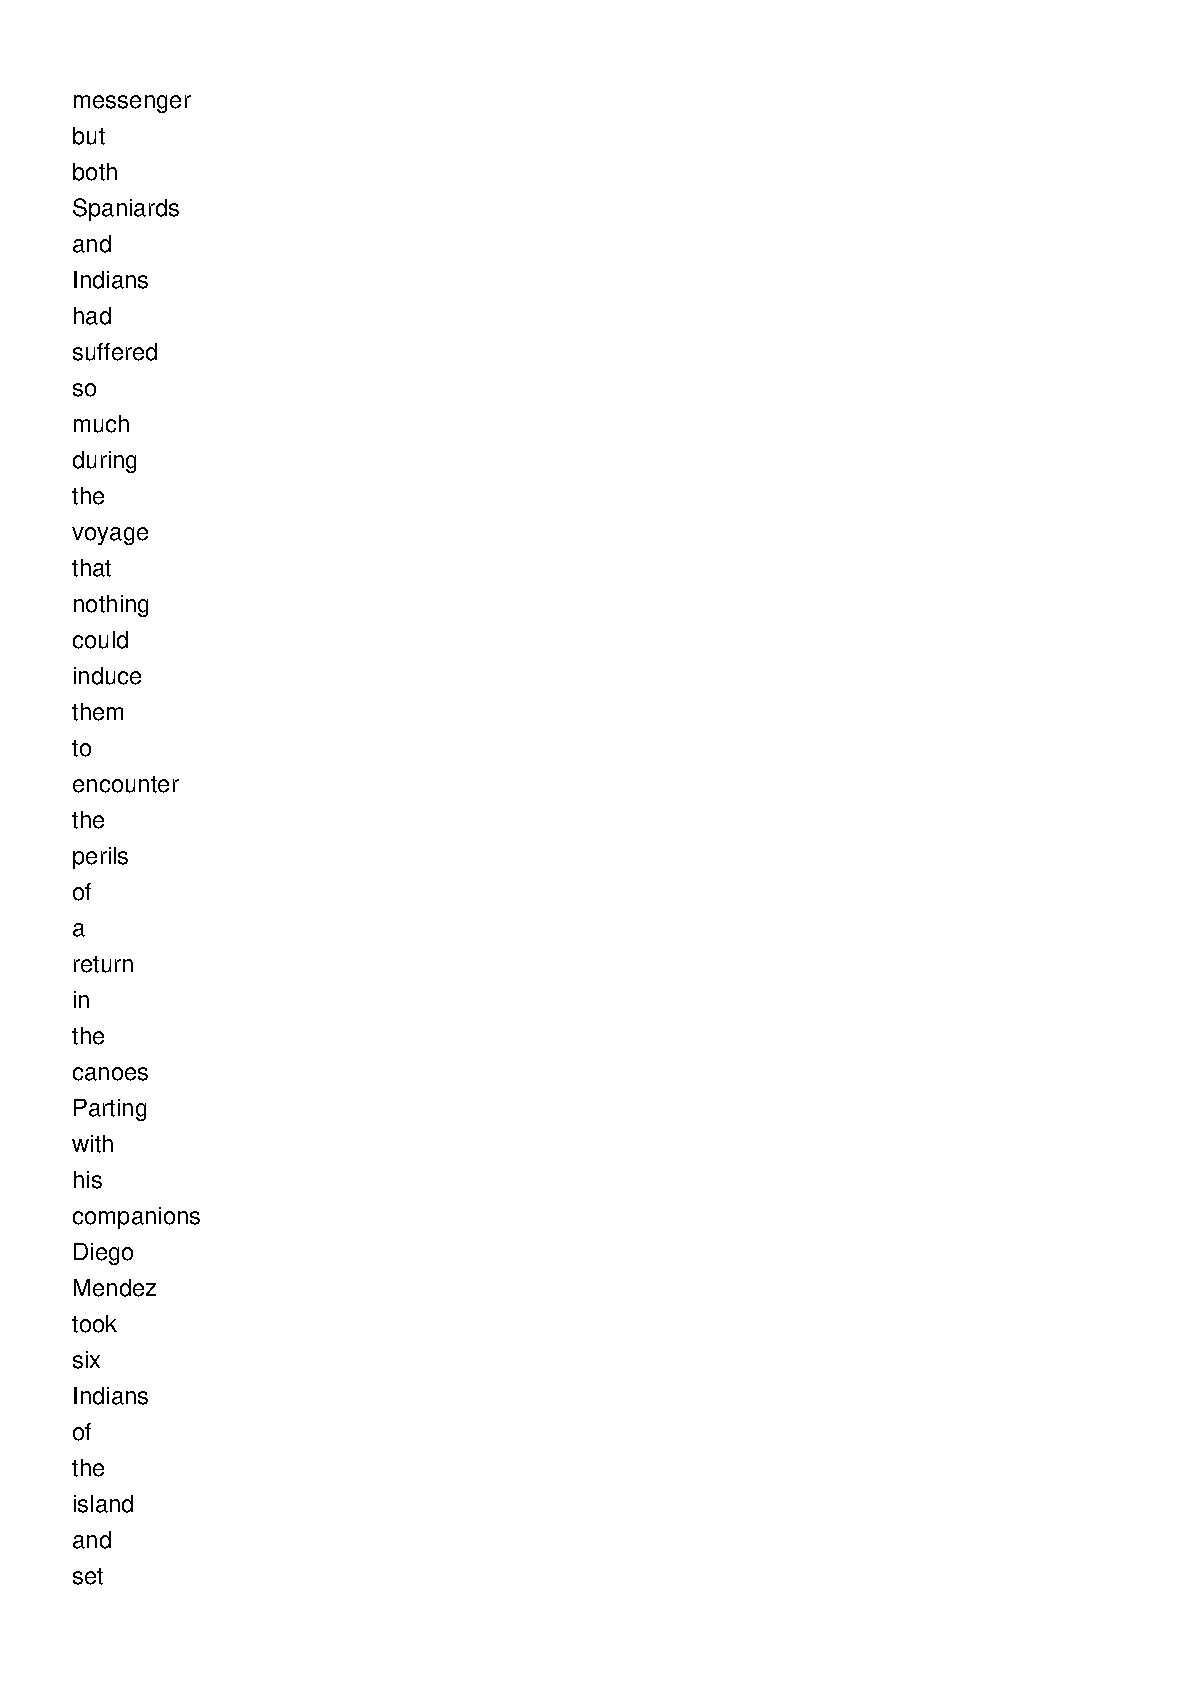 messenger
but
both
Spaniards
and
Indians
had
suffered
so
much
during
the
voyage
that
nothing
could
induce
them
to
encounter
the
perils
of
a
return
in
the
canoes
Parting
with
his
companions
Diego
Mendez
took
six
Indians
of
the
island
and
set